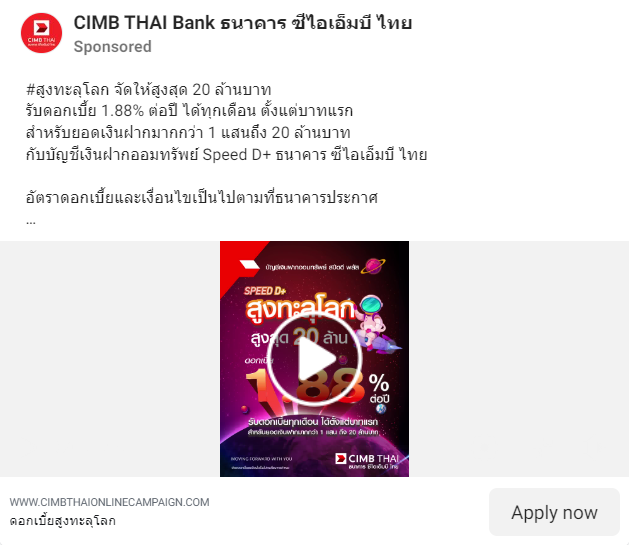 CIMB THAI Bank ธนาคาร ซีไอเอ็มบี ไทย
Sponsored
#สูงทะลุโลก จัดให้สูงสุด 20 ล้านบาท
รับดอกเบี้ย 1.88% ต่อปี ได้ทุกเดือน ตั้งแต่บาทแรก
สำหรับยอดเงินฝากมากกว่า 1 แสนถึง 20 ล้านบาท
กับบัญชีเงินฝากออมทรัพย์ Speed D+ ธนาคาร ซีไอเอ็มบี ไทย
อัตราดอกเบี้ยและเงื่อนไขเป็นไปตามที่ธนาคารประกาศ
...
CIMB THAI
บัญชีเงินฝากออมทรัพย์ สปีดดี พลัส
SPEED D+
สูงทะลุโลก
สูงสุด 20 ล้าน
ดอกเบี้ย
1.88%
ต่อปี
รับดอกเบี้ยทุกเดือน ได้ตั้งแต่บาทแรก
สำหรับยอดเงินฝากมากกว่า 1 แสน ถึง 20 ล้านบาท
MOVING FORWARD WITH YOU
CIMB THAI
ธนาคาร ซีไอเอ็มบี ไทย
WWW.CIMBTHAIONLINECAMPAIGN.COM
ดอกเบี้ยสูงทะลุโลก
Apply now